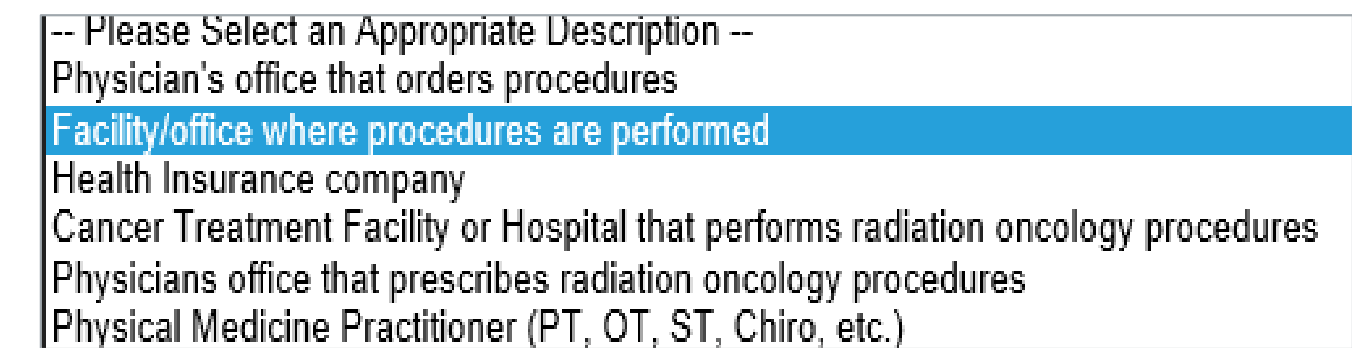 -- Please Select an Appropriate Description --
Physician's office that orders procedures
Facility/office where procedures are performed
Health Insurance company
Cancer Treatment Facility or Hospital that performs radiation oncology procedures
Physicians office that prescribes radiation oncology procedures
Physical Medicine Practitioner (PT, OT, ST, Chiro, etc.)